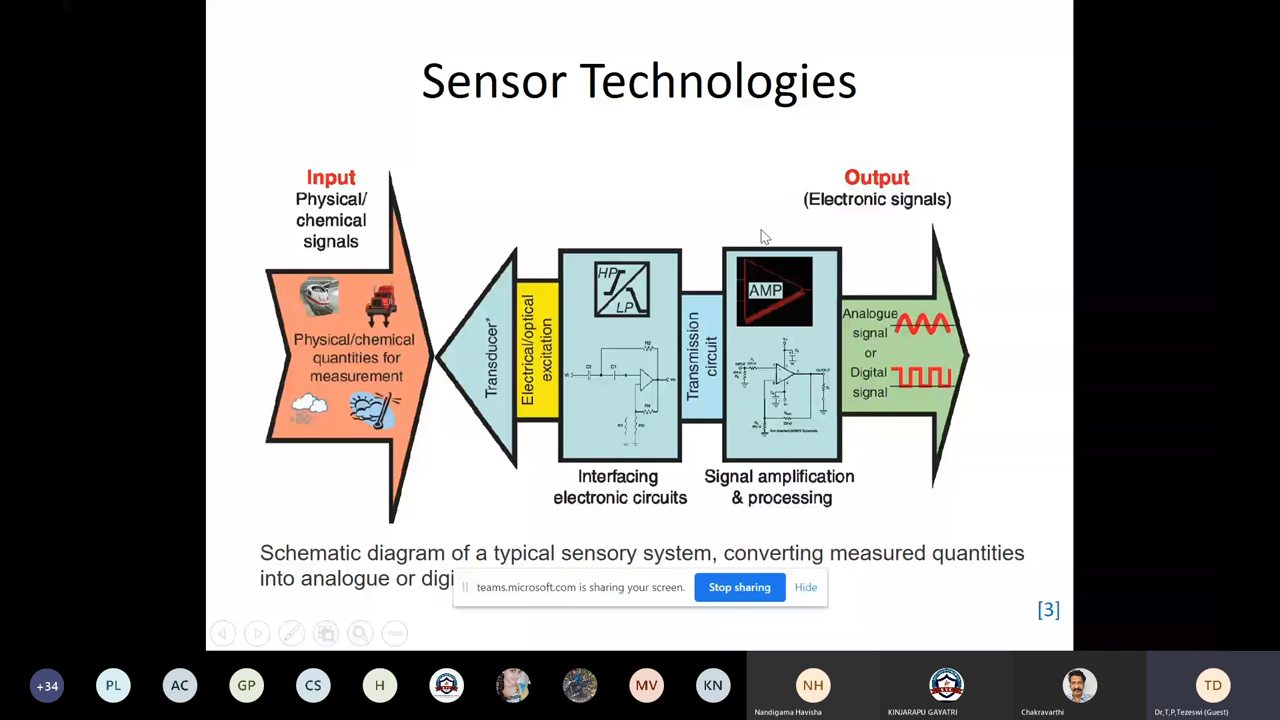 Sensor Technologies
Input
Physical/
chemical
signals
Output
(Electronic signals)
Physical/chemical
quantities for
measurement
Transducer*
Electrical/optical
excitation
HP
LP
Interfacing
electronic circuits
Transmission
circuit
AMP
Signal amplification
& processing
Analogue
signal
or
Digital
signal
Schematic diagram of a typical sensory system, converting measured quantities
into analogue or digi
teams.microsoft.com is sharing your screen.
Stop sharing
Hide
[3]
+34
PL
AC
GP
CS
H
MV
KN
NH
TD
Nandigama Havisha
KINJARAPU GAYATRI
Chakravarthi
Dr,T,P,Tezeswi (Guest)